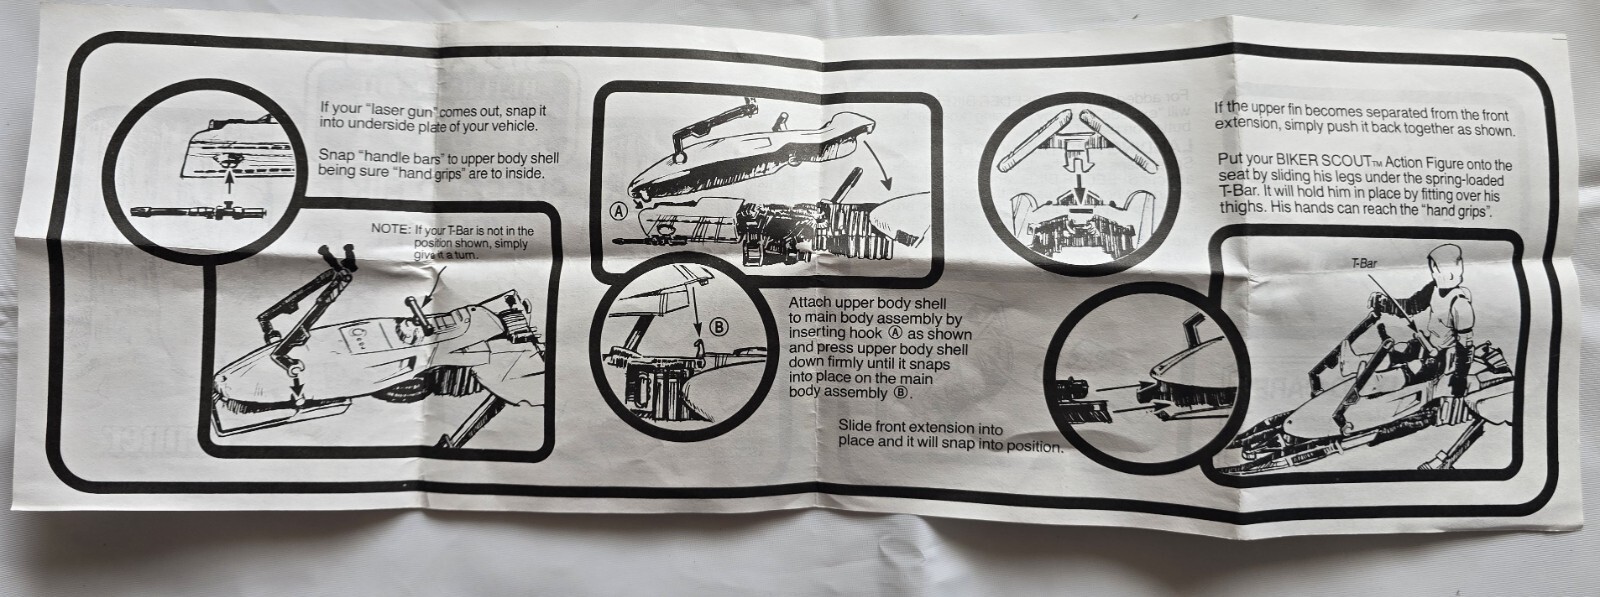 If your "laser gun" comes out, snap it
into underside plate of your vehicle.
Snap "handle bars" to upper body shell
being sure "hand grips" are to inside.
NOTE: If your T-Bar is not in the
position shown, simply
give it a turn.
A
B
Attach upper body shell
to main body assembly by
inserting hook Ⓐ as shown
and press upper body shell
down firmly until it snaps
into place on the main
body assembly Ⓑ.
Slide front extension into
place and it will snap into position.
If the upper fin becomes separated from the front
extension, simply push it back together as shown.
Put your BIKER SCOUT™ Action Figure onto the
seat by sliding his legs under the spring-loaded
T-Bar. It will hold him in place by fitting over his
thighs. His hands can reach the "hand grips".
T-Bar